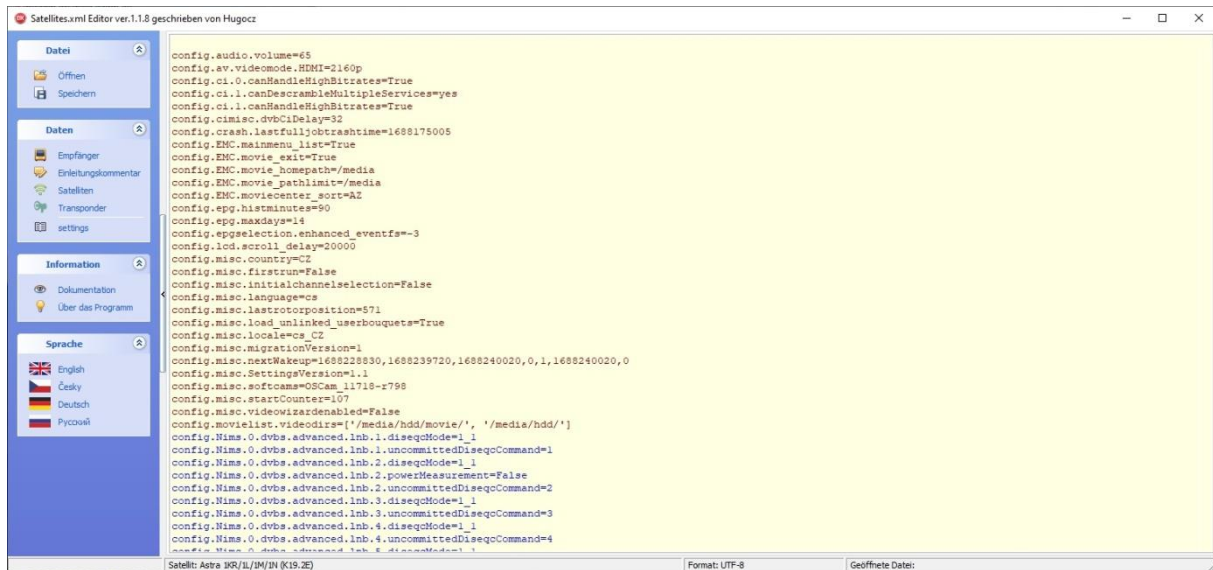 Satellites.xml Editor ver.1.1.8 geschrieben von Hugocz
Datei
Öffnen
Speichern
Daten
Empfänger
Einleitungskommentar
Satelliten
Transponder
settings
Information
Dokumentation
Über das Programm
Sprache
English
Česky
Deutsch
Русский
config.audio.volume=65
config.av.videomode.HDMI=2160p
config.ci.0.canHandleHighBitrates=True
config.ci.1.canDescrambleMultipleServices=yes
config.ci.1.canHandleHighBitrates=True
config.cimisc.dvbCiDelay=32
config.crash.lastfulljobtrashtime=1688175005
config.EMC.mainmenu_list=True
config.EMC.movie_exit=True
config.EMC.movie_homepath=/media
config.EMC.movie_pathlimit=/media
config.EMC.moviecenter_sort=AZ
config.epg.histminutes=90
config.epg.maxdays=14
config.epgselection.enhanced_eventfs=-3
config.lcd.scroll_delay=20000
config.misc.country=CZ
config.misc.firstrun=False
config.misc.initialchannelselection=False
config.misc.language=cs
config.misc.lastrotorposition=571
config.misc.load_unlinked_userbouquets=True
config.misc.locale=cs_CZ
config.misc.migrationVersion=1
config.misc.nextWakeup=1688228830,1688239720,1688240020,0,1,1688240020,0
config.misc.SettingsVersion=1.1
config.misc.softcams=OSCam_11718-r798
config.misc.startCounter=107
config.misc.videowizardenabled=False
config.movielist.videodirs=['/media/hdd/movie/', '/media/hdd/']
config.Nims.0.dvbs.advanced.lnb.1.diseqcMode=1_1
config.Nims.0.dvbs.advanced.lnb.1.uncommittedDiseqcCommand=1
config.Nims.0.dvbs.advanced.lnb.2.diseqcMode=1_1
config.Nims.0.dvbs.advanced.lnb.2.powerMeasurement=False
config.Nims.0.dvbs.advanced.lnb.2.uncommittedDiseqcCommand=2
config.Nims.0.dvbs.advanced.lnb.3.diseqcMode=1_1
config.Nims.0.dvbs.advanced.lnb.3.uncommittedDiseqcCommand=3
config.Nims.0.dvbs.advanced.lnb.4.diseqcMode=1_1
config.Nims.0.dvbs.advanced.lnb.4.uncommittedDiseqcCommand=4
config.Nims.0.dvbs.advanced.lnb.5.diseqcMode=1_1
Satellit: Astra 1KR/1L/1M/1N (K19.2E)
Format: UTF-8
Geöffnete Datei: